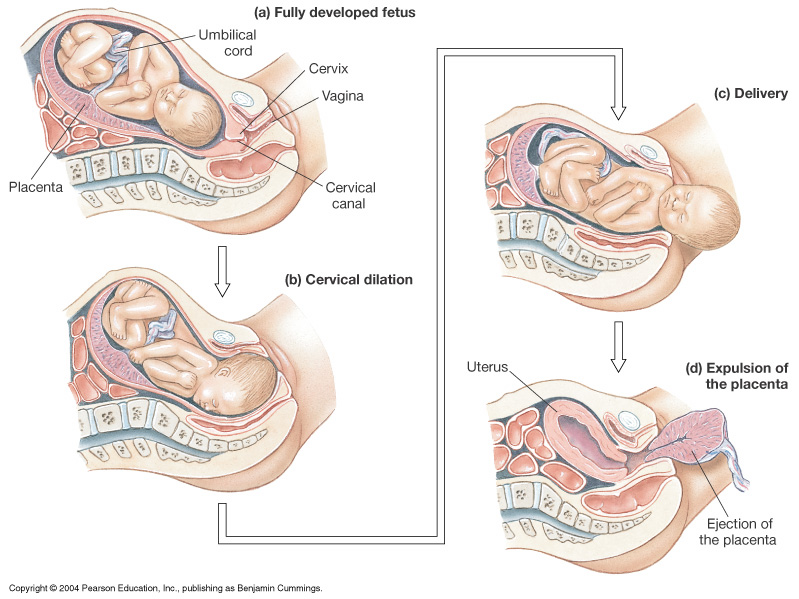 (a) Fully developed fetus
Umbilical
cord
Cervix
Vagina
Placenta
Cervical
canal
(b) Cervical dilation
(c) Delivery
Uterus
(d) Expulsion of
the placenta
Ejection of
the placenta
Copyright © 2004 Pearson Education, Inc., publishing as Benjamin Cummings.